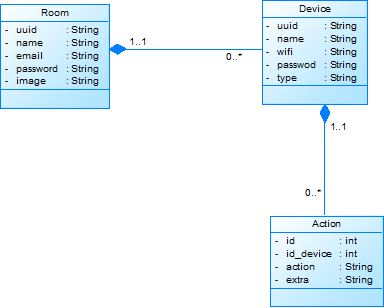 Room
- uuid : String
- name : String
- email : String
- password : String
- image : String
1..1
0..*
Device
- uuid : String
- name : String
- wifi : String
- passwod : String
- type : String
1..1
0..*
Action
- id : int
- id_device : int
- action : String
- extra : String